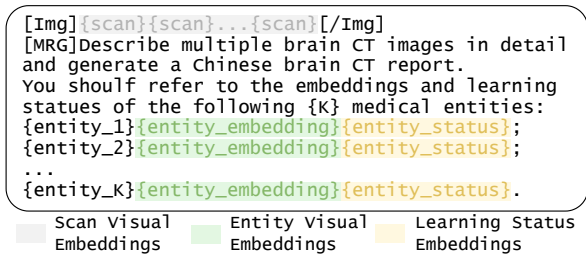 [Img]{scan}{scan}...{scan}[/Img]
[MRG]Describe multiple brain CT images in detail
and generate a Chinese brain CT report.
You shoulf refer to the embeddings and learning
statues of the following {K} medical entities:
{entity_1}{entity_embedding}{entity_status};
{entity_2}{entity_embedding}{entity_status};
...
{entity_K}{entity_embedding}{entity_status}.
Scan Visual Embeddings
Entity Visual Embeddings
Learning Status Embeddings